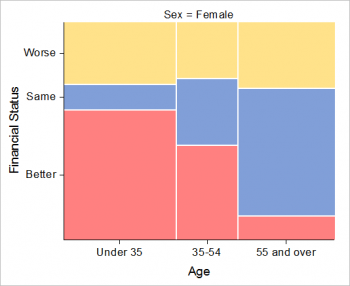 Sex = Female
Financial Status
Worse
Same
Better
Under 35
35-54
55 and over
Age